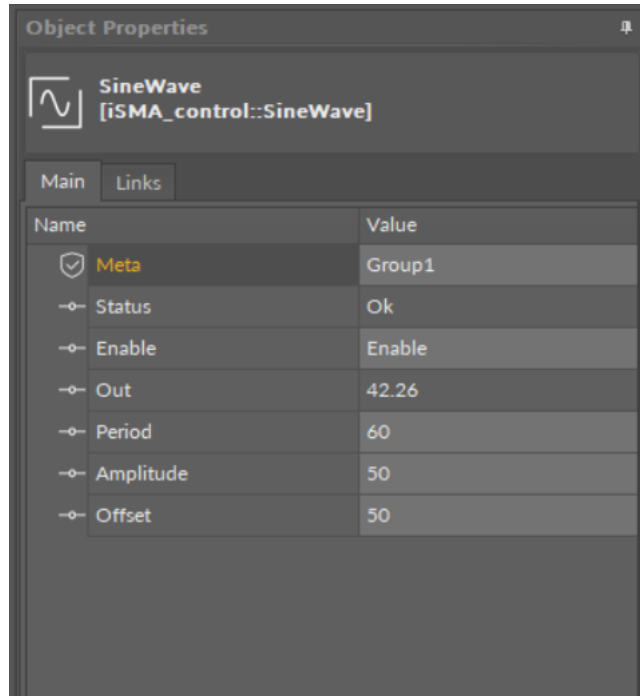 Object Properties
SineWave
[iSMA_control::SineWave]
Main Links
Name Value
Meta Group1
Status Ok
Enable Enable
Out 42.26
Period 60
Amplitude 50
Offset 50